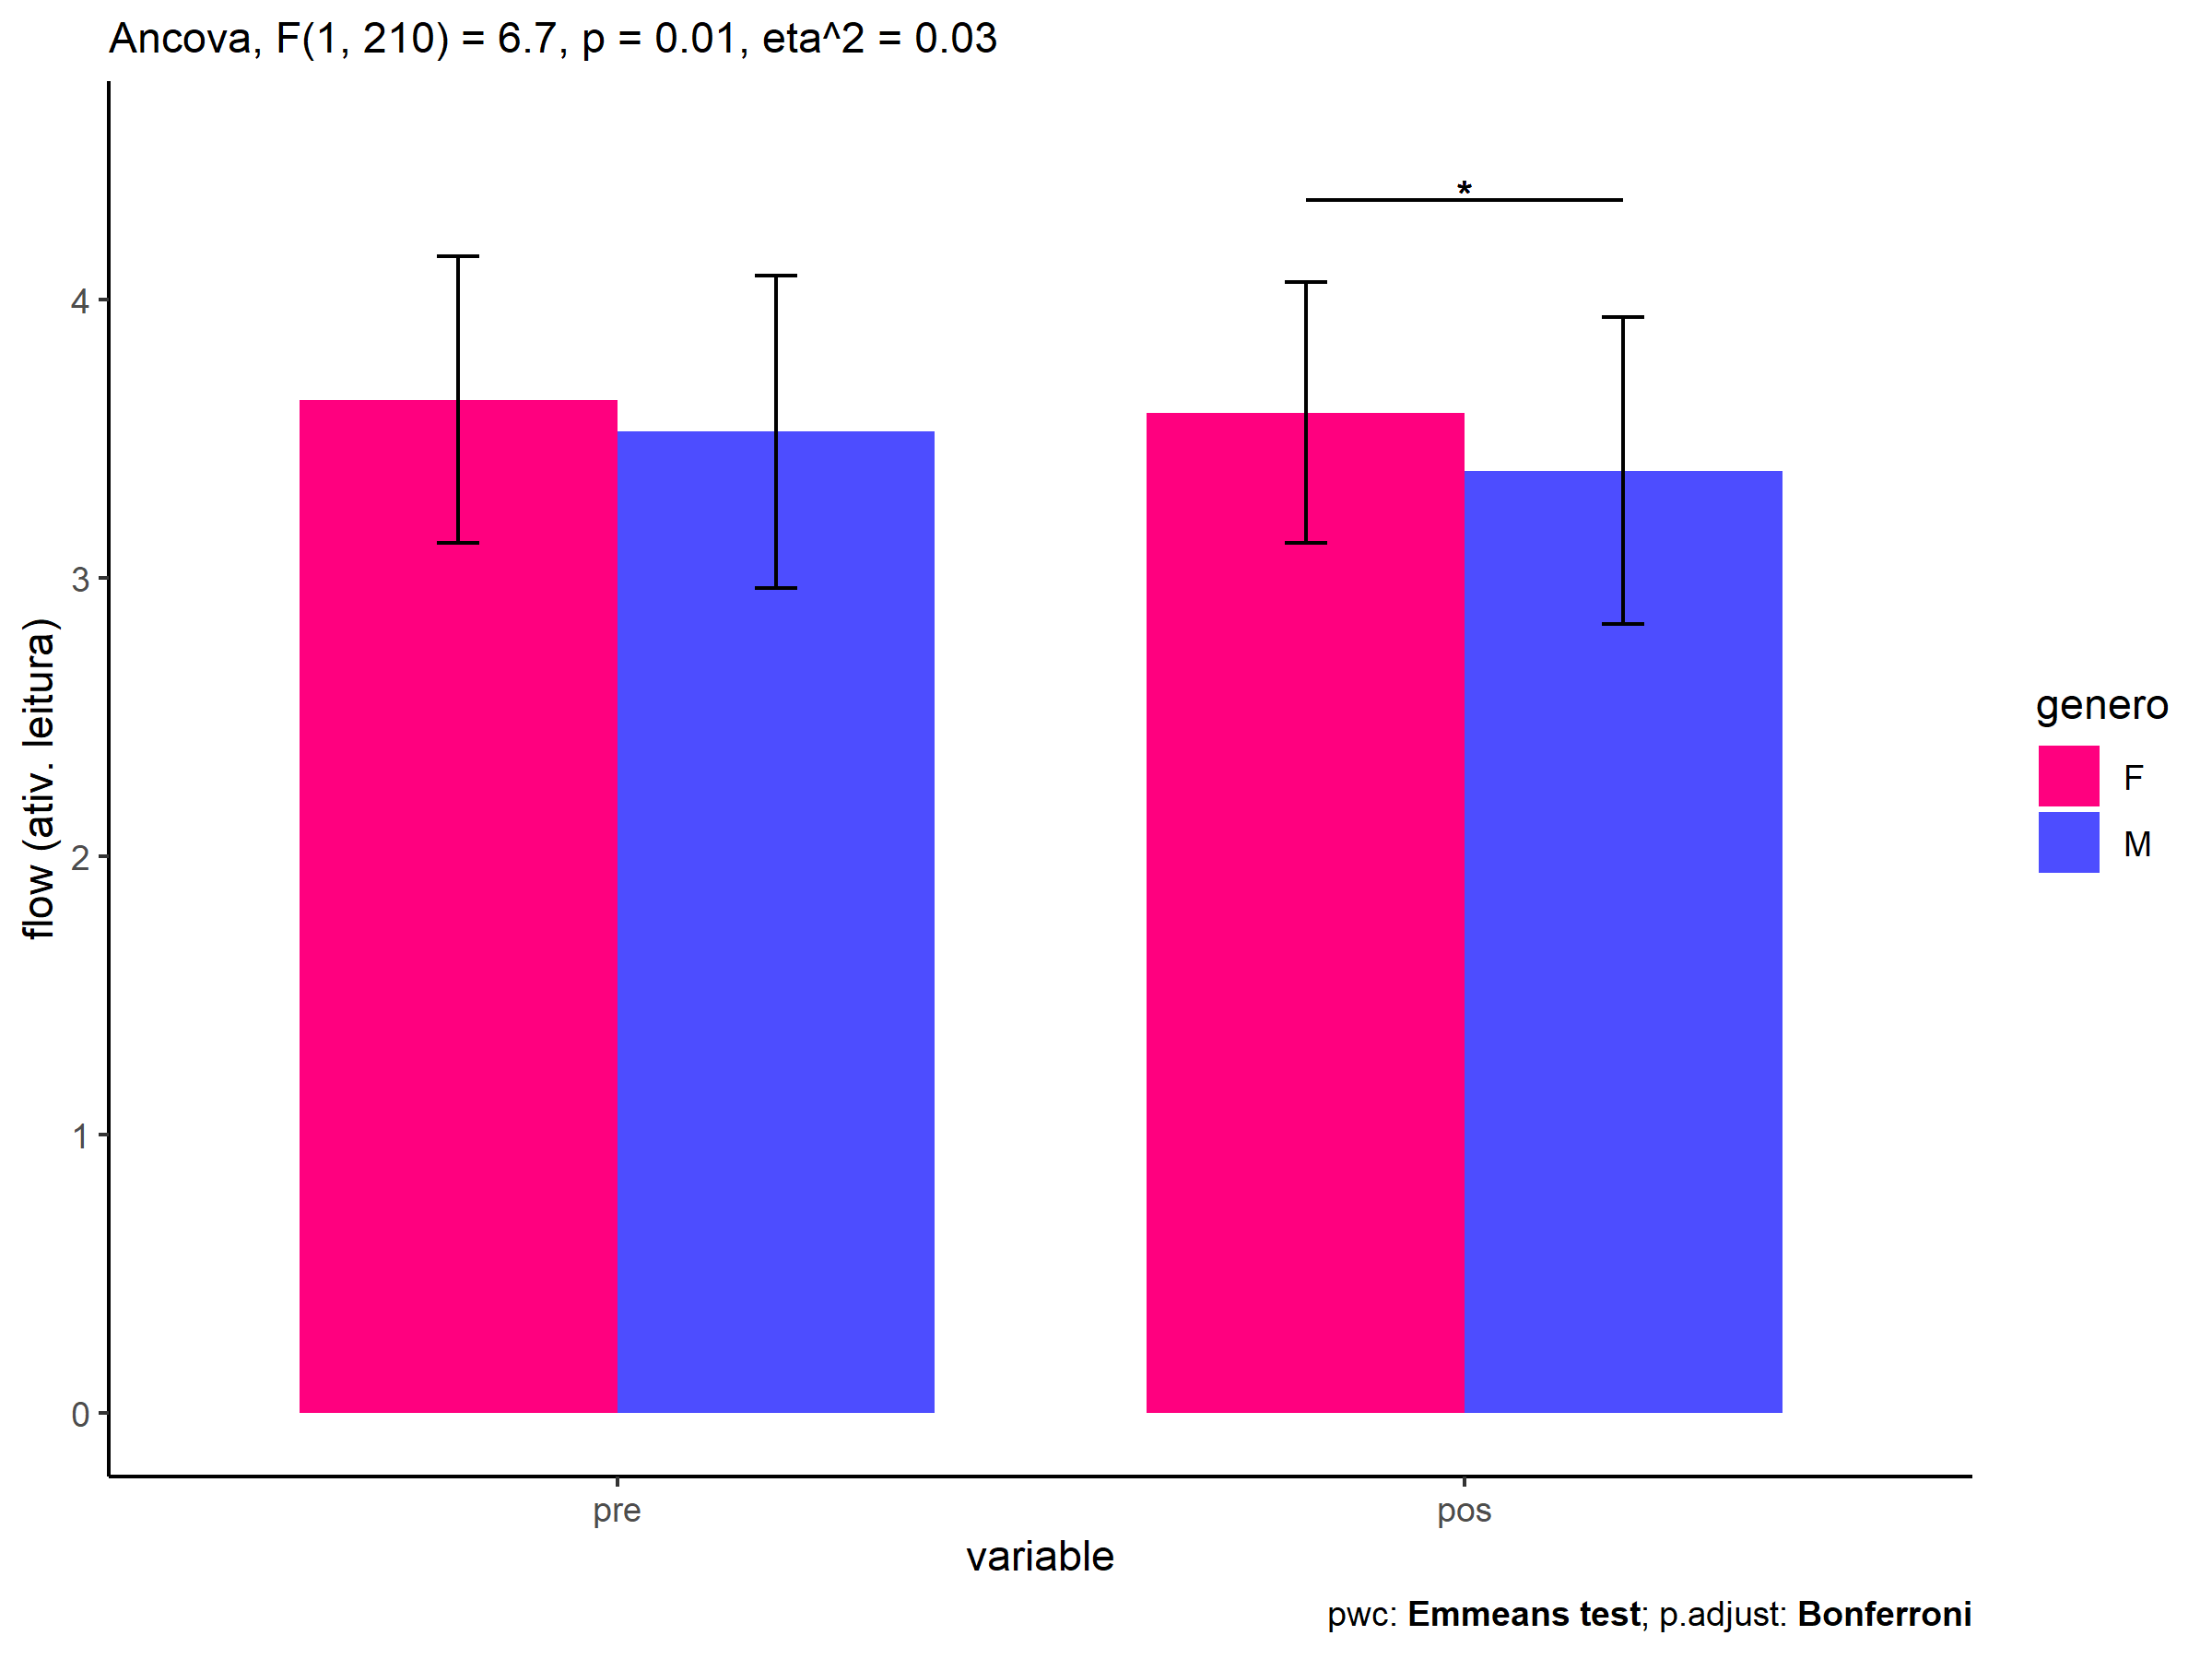 Ancova, F(1, 210) = 6.7, p = 0.01, eta^2 = 0.03
*
4
3
2
1
0
flow (ativ. leitura)
pre
pos
variable
genero
F
M
pwc: Emmeans test; p.adjust: Bonferroni